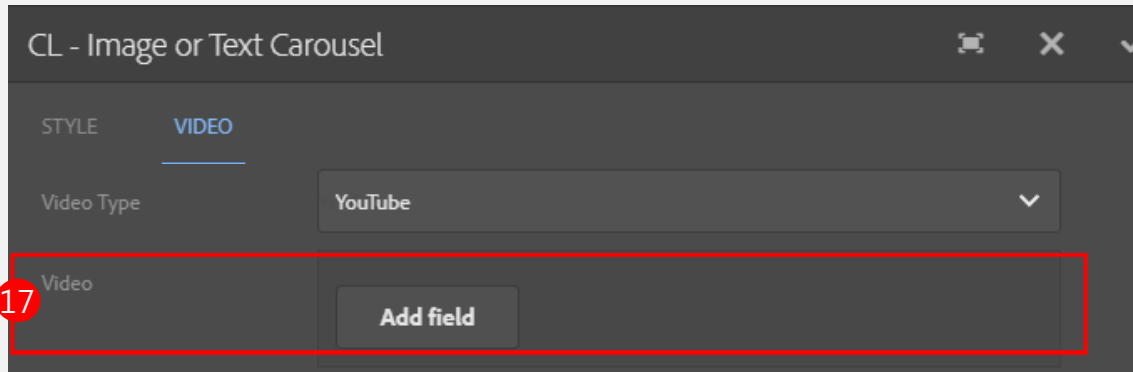 CL - Image or Text Carousel
STYLE VIDEO
Video Type YouTube
Video
17
Add field